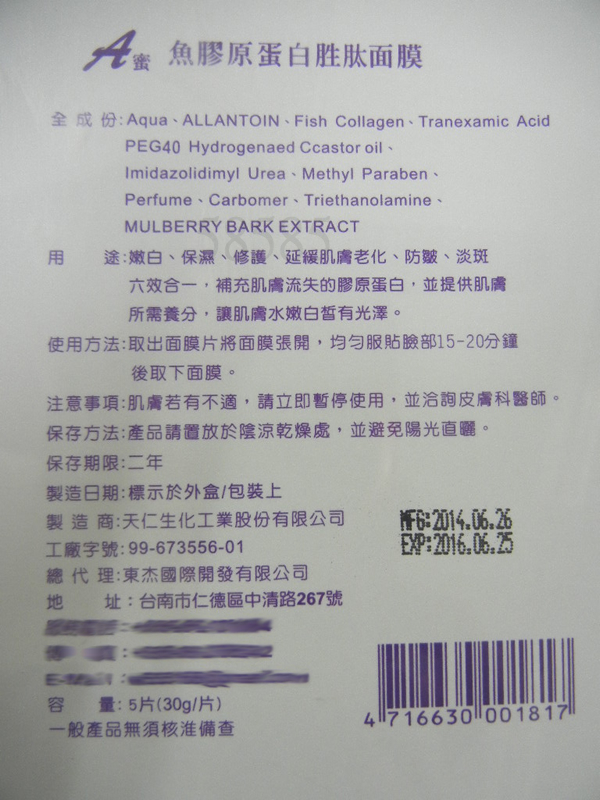 A蜜 魚膠原蛋白胜肽面膜
全成份:Aqua、ALLANTOIN、Fish Collagen、Tranexamic Acid
PEG40 Hydrogenaed Ccastor oil、
Imidazolidimyl Urea、Methyl Paraben、
Perfume、Carbomer、Triethanolamine、
MULBERRY BARK EXTRACT
58585
用 途:嫩白、保濕、修護、延緩肌膚老化、防皺、淡斑
六效合一,補充肌膚流失的膠原蛋白,並提供肌膚
所需養分,讓肌膚水嫩白皙有光澤。
使用方法:取出面膜片將面膜張開,均勻服貼臉部15-20分鐘
後取下面膜。
注意事項:肌膚若有不適,請立即暫停使用,並洽詢皮膚科醫師。
保存方法:產品請置放於陰涼乾燥處,並避免陽光直曬。
保存期限:二年
製造日期:標示於外盒/包裝上
製造商:天仁生化工業股份有限公司
MFG:2014.06.26
EXP:2016.06.25
工廠字號:99-673556-01
總代理:東杰國際開發有限公司
地 址:台南市仁德區中清路267號
容 量:5片(30g/片)
一般產品無須核准備查
4 716630 001817